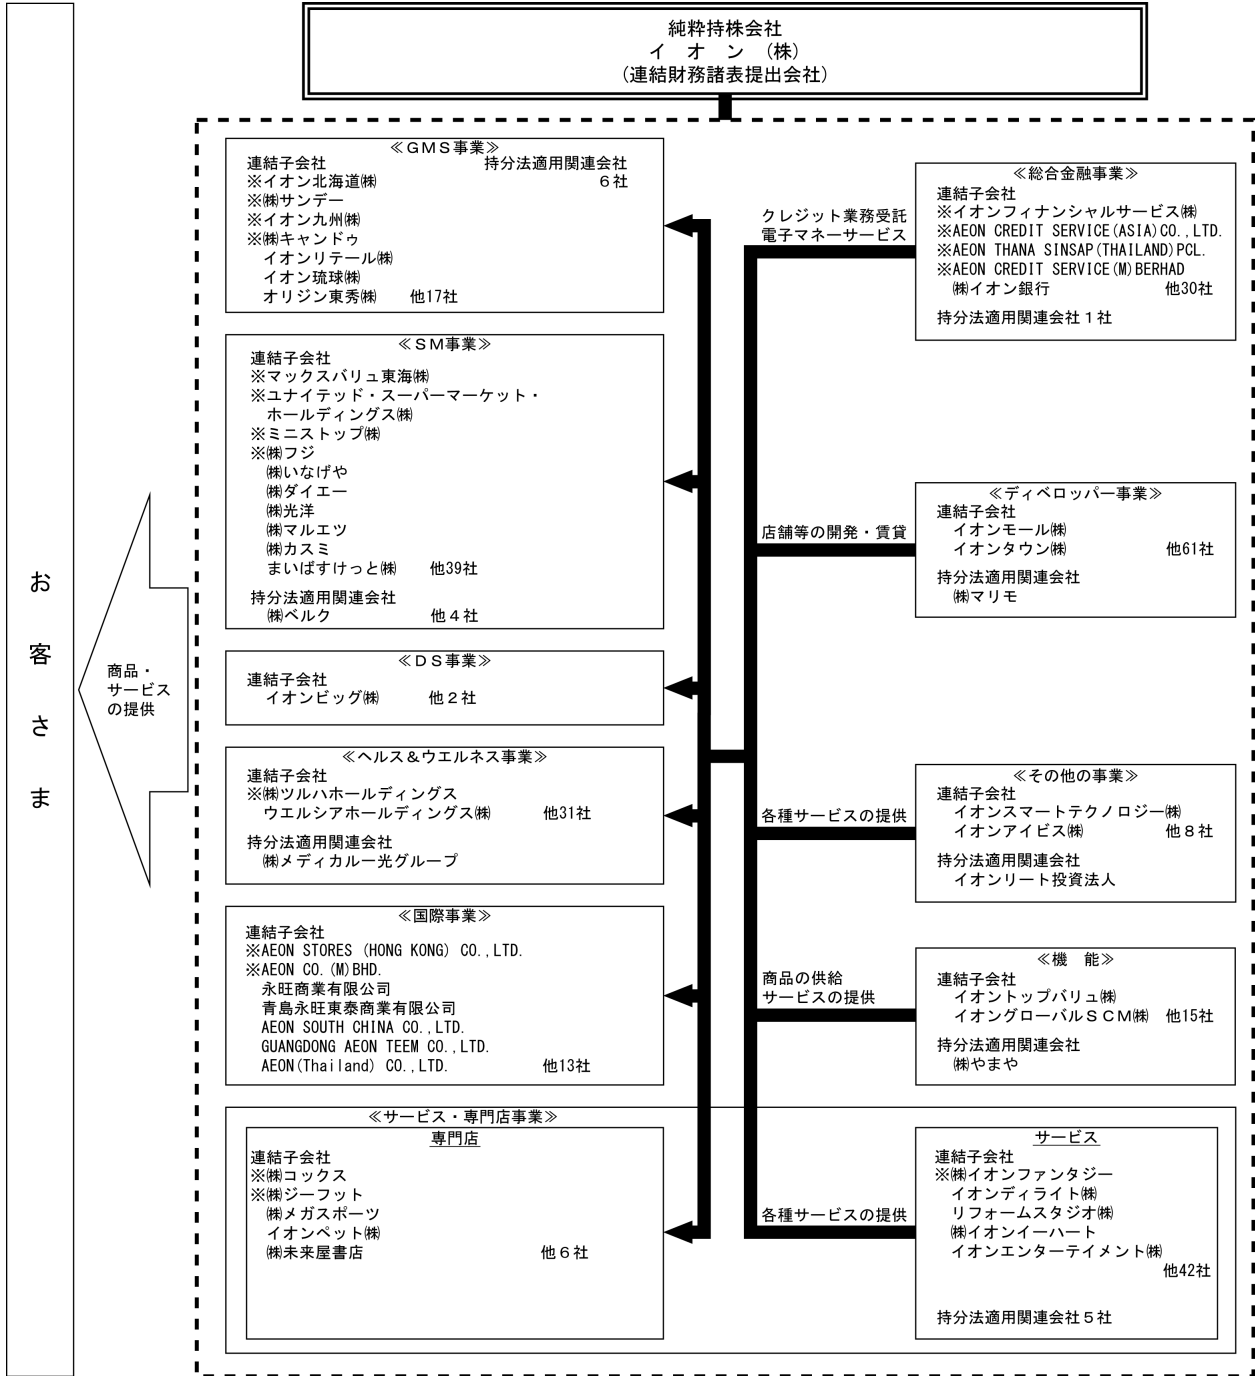 純粋持株会社
イ オ ン (株)
(連結財務諸表提出会社)
お客さま
商品・
サービス
の提供
≪GMS事業≫
連結子会社 持分法適用関連会社
※イオン北海道㈱ 6社
※㈱サンデー
※イオン九州㈱
※㈱キャンドゥ
イオンリテール㈱
イオン琉球㈱
オリジン東秀㈱ 他17社
≪SM事業≫
連結子会社
※マックスバリュ東海㈱
※ユナイテッド・スーパーマーケット・
ホールディングス㈱
※ミニストップ㈱
※㈱フジ
㈱いなげや
㈱ダイエー
㈱光洋
㈱マルエツ
㈱カスミ
まいばすけっと㈱ 他39社
持分法適用関連会社
㈱ベルク 他4社
≪DS事業≫
連結子会社
イオンビッグ㈱ 他2社
≪ヘルス&ウエルネス事業≫
連結子会社
※㈱ツルハホールディングス
ウエルシアホールディングス㈱ 他31社
持分法適用関連会社
㈱メディカル一光グループ
≪国際事業≫
連結子会社
※AEON STORES (HONG KONG) CO.,LTD.
※AEON CO.(M)BHD.
永旺商業有限公司
青島永旺東泰商業有限公司
AEON SOUTH CHINA CO.,LTD.
GUANGDONG AEON TEEM CO.,LTD.
AEON(Thailand) CO.,LTD. 他13社
≪サービス・専門店事業≫
専門店
連結子会社
※㈱コックス
※㈱ジーフット
㈱メガスポーツ
イオンペット㈱
㈱未来屋書店 他6社
クレジット業務受託
電子マネーサービス
店舗等の開発・賃貸
各種サービスの提供
商品の供給
サービスの提供
各種サービスの提供
≪総合金融事業≫
連結子会社
※イオンフィナンシャルサービス㈱
※AEON CREDIT SERVICE(ASIA)CO.,LTD.
※AEON THANA SINSAP(THAILAND)PCL.
※AEON CREDIT SERVICE(M)BERHAD
㈱イオン銀行 他30社
持分法適用関連会社1社
≪ディベロッパー事業≫
連結子会社
イオンモール㈱
イオンタウン㈱ 他61社
持分法適用関連会社
㈱マリモ
≪その他の事業≫
連結子会社
イオンスマートテクノロジー㈱
イオンアイビス㈱ 他8社
持分法適用関連会社
イオンリート投資法人
≪機 能≫
連結子会社
イオントップバリュ㈱
イオングローバルSCM㈱ 他15社
持分法適用関連会社
㈱やまや
サービス
連結子会社
※㈱イオンファンタジー
イオンディライト㈱
リフォームスタジオ㈱
㈱イオンイーハート
イオンエンターテイメント㈱
他42社
持分法適用関連会社5社